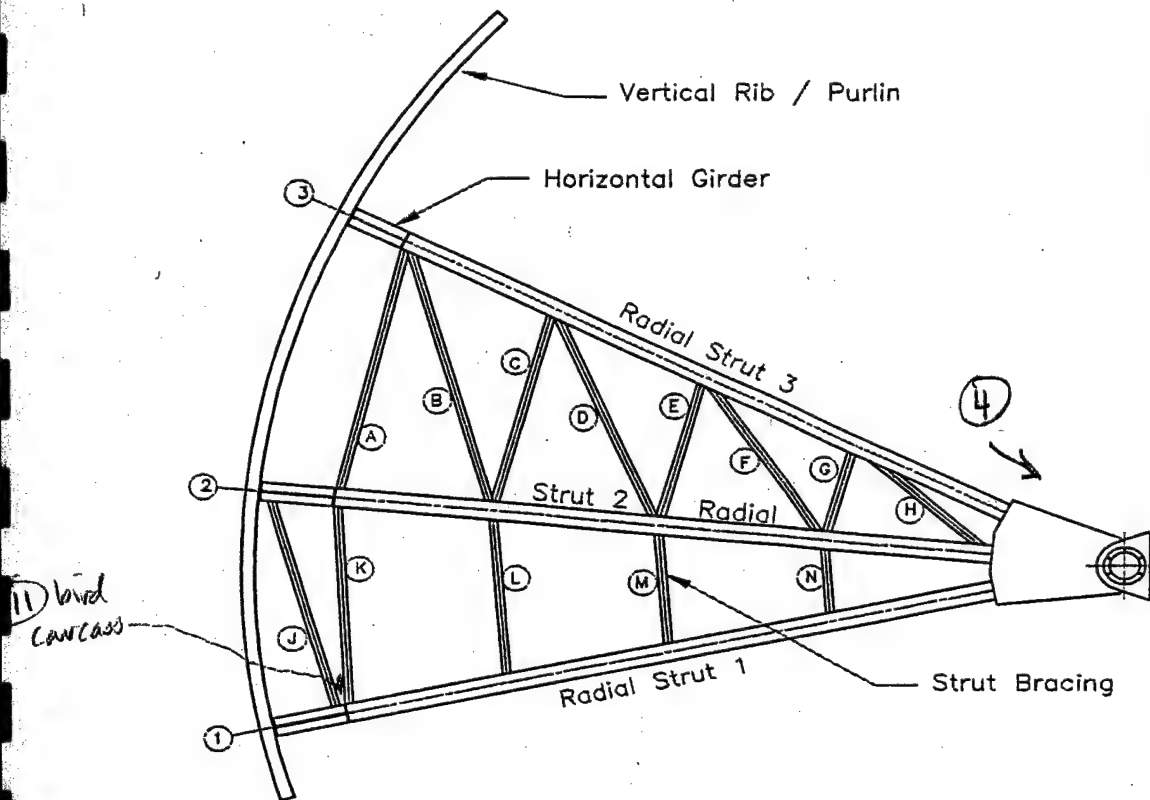 Vertical Rib / Purlin
Horizontal Girder
3
Radial Strut 3
4
C
B
E
D
A
F
G
2
Strut 2
Radial
H
K
L
M
N
11 bird
carcass
J
Strut Bracing
Radial Strut 1
1